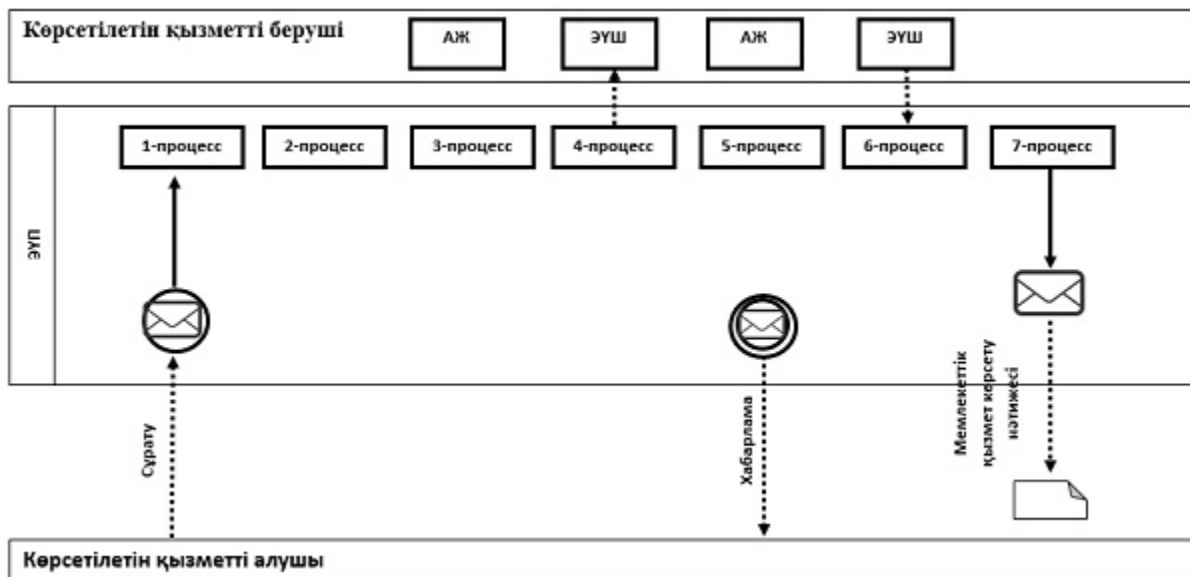 Көрсетілетін қызметті беруші
АЖ
ЭҮШ
АЖ
ЭҮШ
ЭҮП
1-процесс
2-процесс
3-процесс
4-процесс
5-процесс
6-процесс
7-процесс
Сұрату
Хабарлама
Мемлекеттік
қызмет көрсету
нәтижесі
Көрсетілетін қызметті алушы